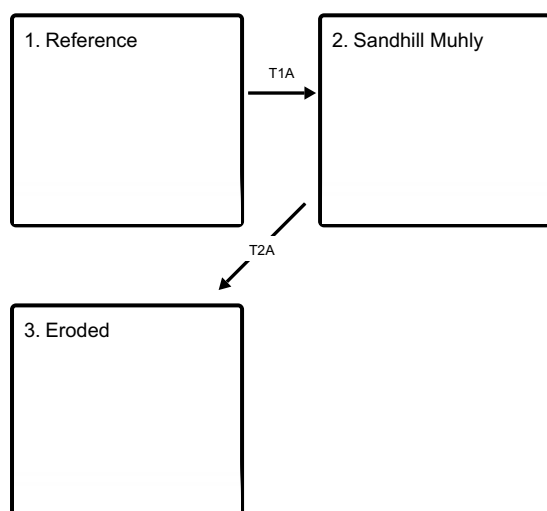 1. Reference
T1A
2. Sandhill Muhly
T2A
3. Eroded